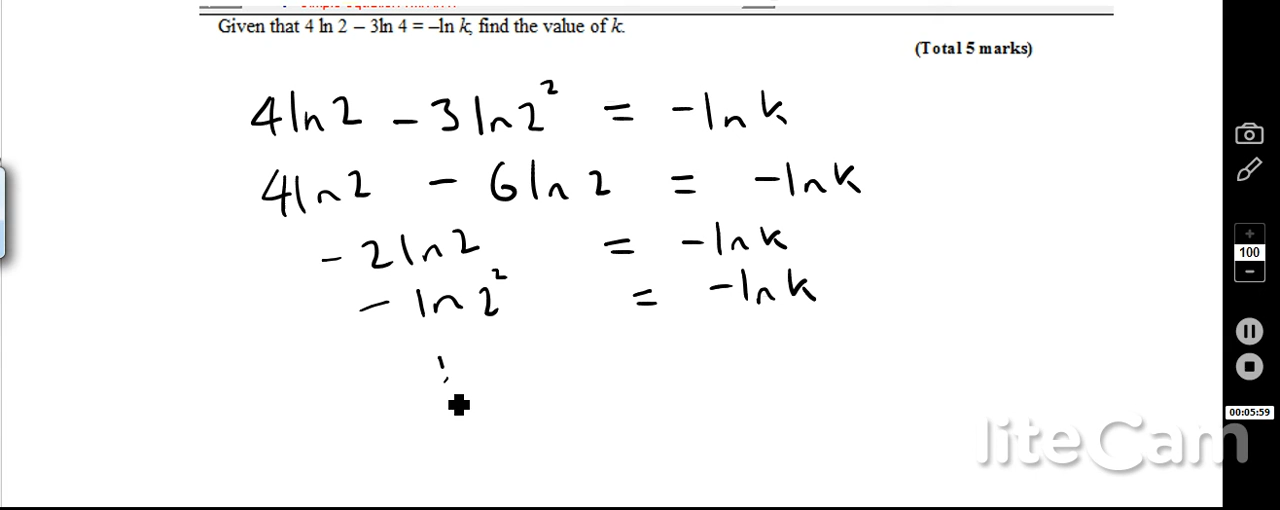 Given that 4 ln 2 – 3ln 4 = –ln k, find the value of k.
(Total 5 marks)
4ln2 - 3ln2² = -lnk
4ln2 - 6ln2 = -lnk
-2ln2 = -lnk
-ln2² = -lnk
100
00:05:59
liteCam